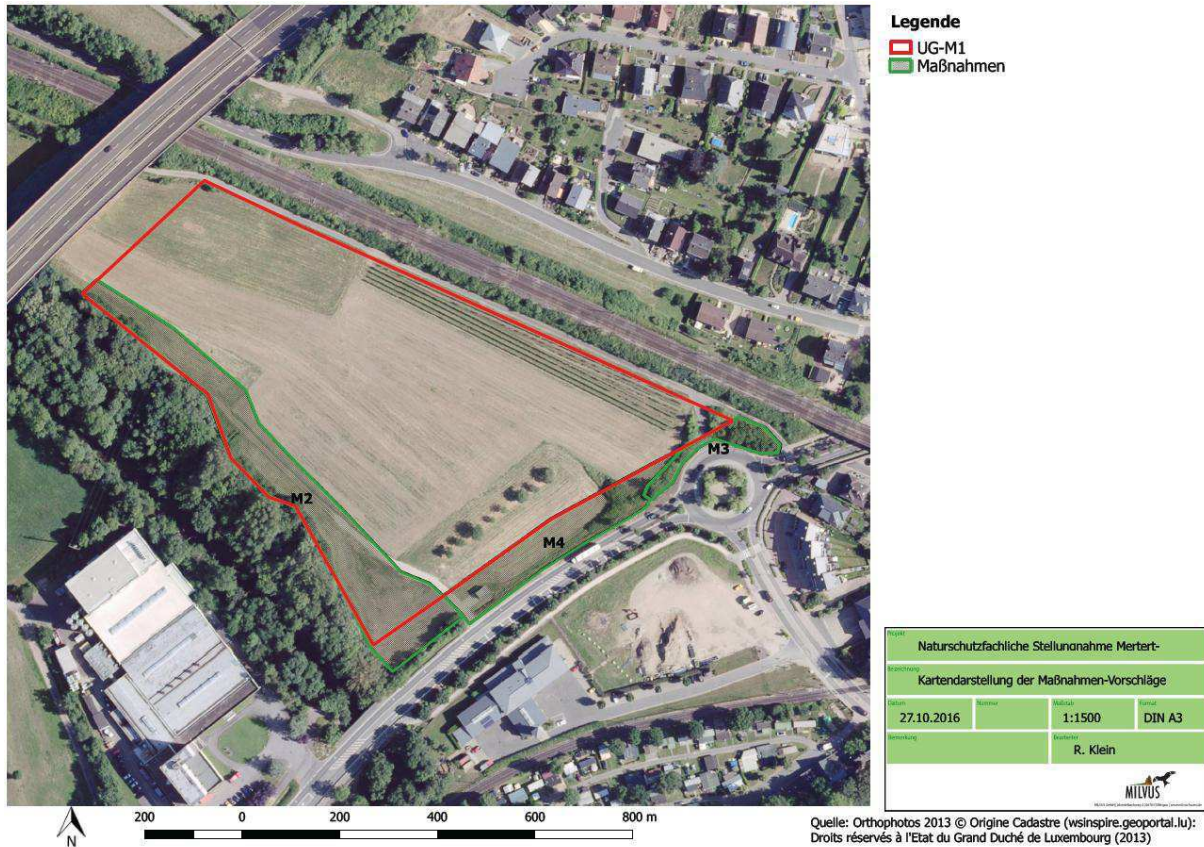 Legende
UG-M1
Maßnahmen
M2
M3
M4
Projekt
Naturschutzfachliche Stellungnahme Mertert-
Bezeichnung
Kartendarstellung der Maßnahmen-Vorschläge
Datum
Nummer
Maßstab
Format
27.10.2016
1:1500
DIN A3
Bemerkung
Bearbeiter
R. Klein
MILVUS
N
200
0
200
400
600
800 m
Quelle: Orthophotos 2013 © Origine Cadastre (wsinspire.geoportal.lu):
Droits réservés à l'Etat du Grand Duché de Luxembourg (2013)